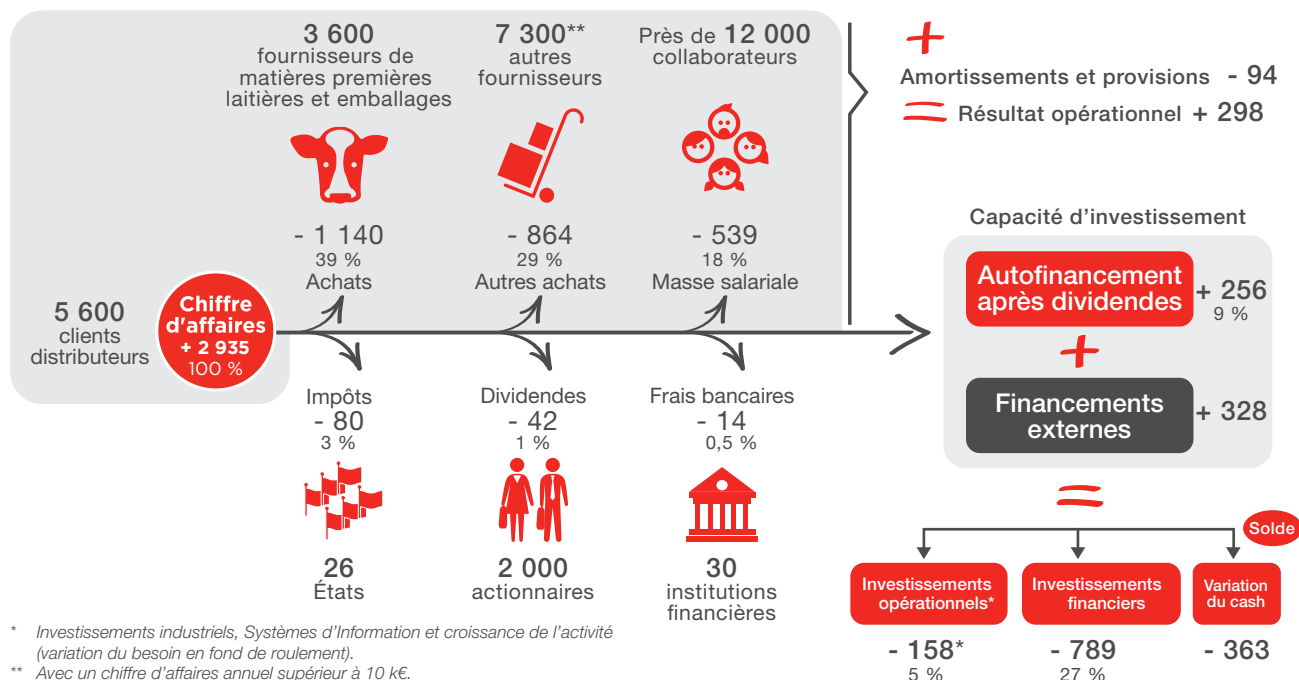 3 600
fournisseurs de
matières premières
laitières et emballages
7 300**
autres
fournisseurs
Près de 12 000
collaborateurs
- 1 140
39 %
Achats
- 864
29 %
Autres achats
- 539
18 %
Masse salariale
5 600
clients
distributeurs
Chiffre
d'affaires
+ 2 935
100 %
Impôts
- 80
3 %
26
États
Dividendes
- 42
1 %
2 000
actionnaires
Frais bancaires
- 14
0,5 %
30
institutions
financières
+
Amortissements et provisions - 94
= Résultat opérationnel + 298
Capacité d'investissement
Autofinancement
après dividendes
+ 256
9 %
+
Financements
externes
+ 328
=
Solde
Investissements
opérationnels*
- 158*
5 %
Investissements
financiers
- 789
27 %
Variation
du cash
- 363
* Investissements industriels, Systèmes d'Information et croissance de l'activité
(variation du besoin en fond de roulement).
** Avec un chiffre d'affaires annuel supérieur à 10 k€.